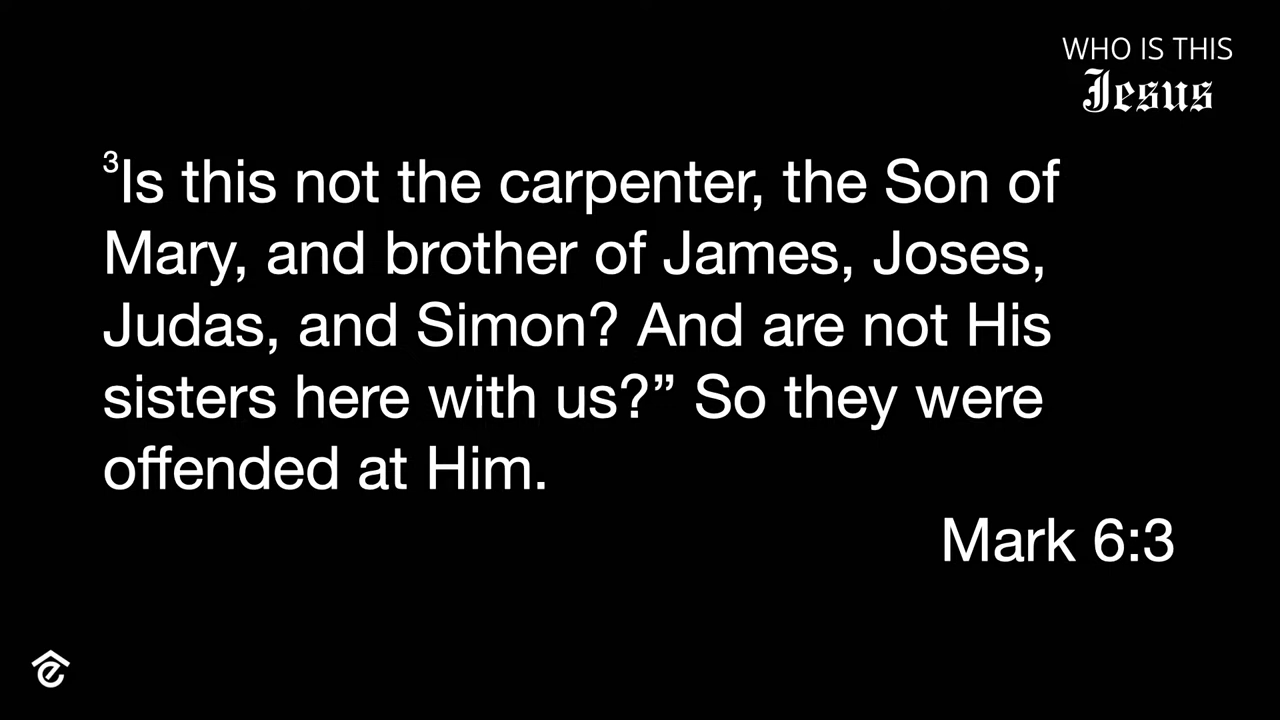 WHO IS THIS
Jesus
³Is this not the carpenter, the Son of
Mary, and brother of James, Joses,
Judas, and Simon? And are not His
sisters here with us?” So they were
offended at Him.
Mark 6:3
e